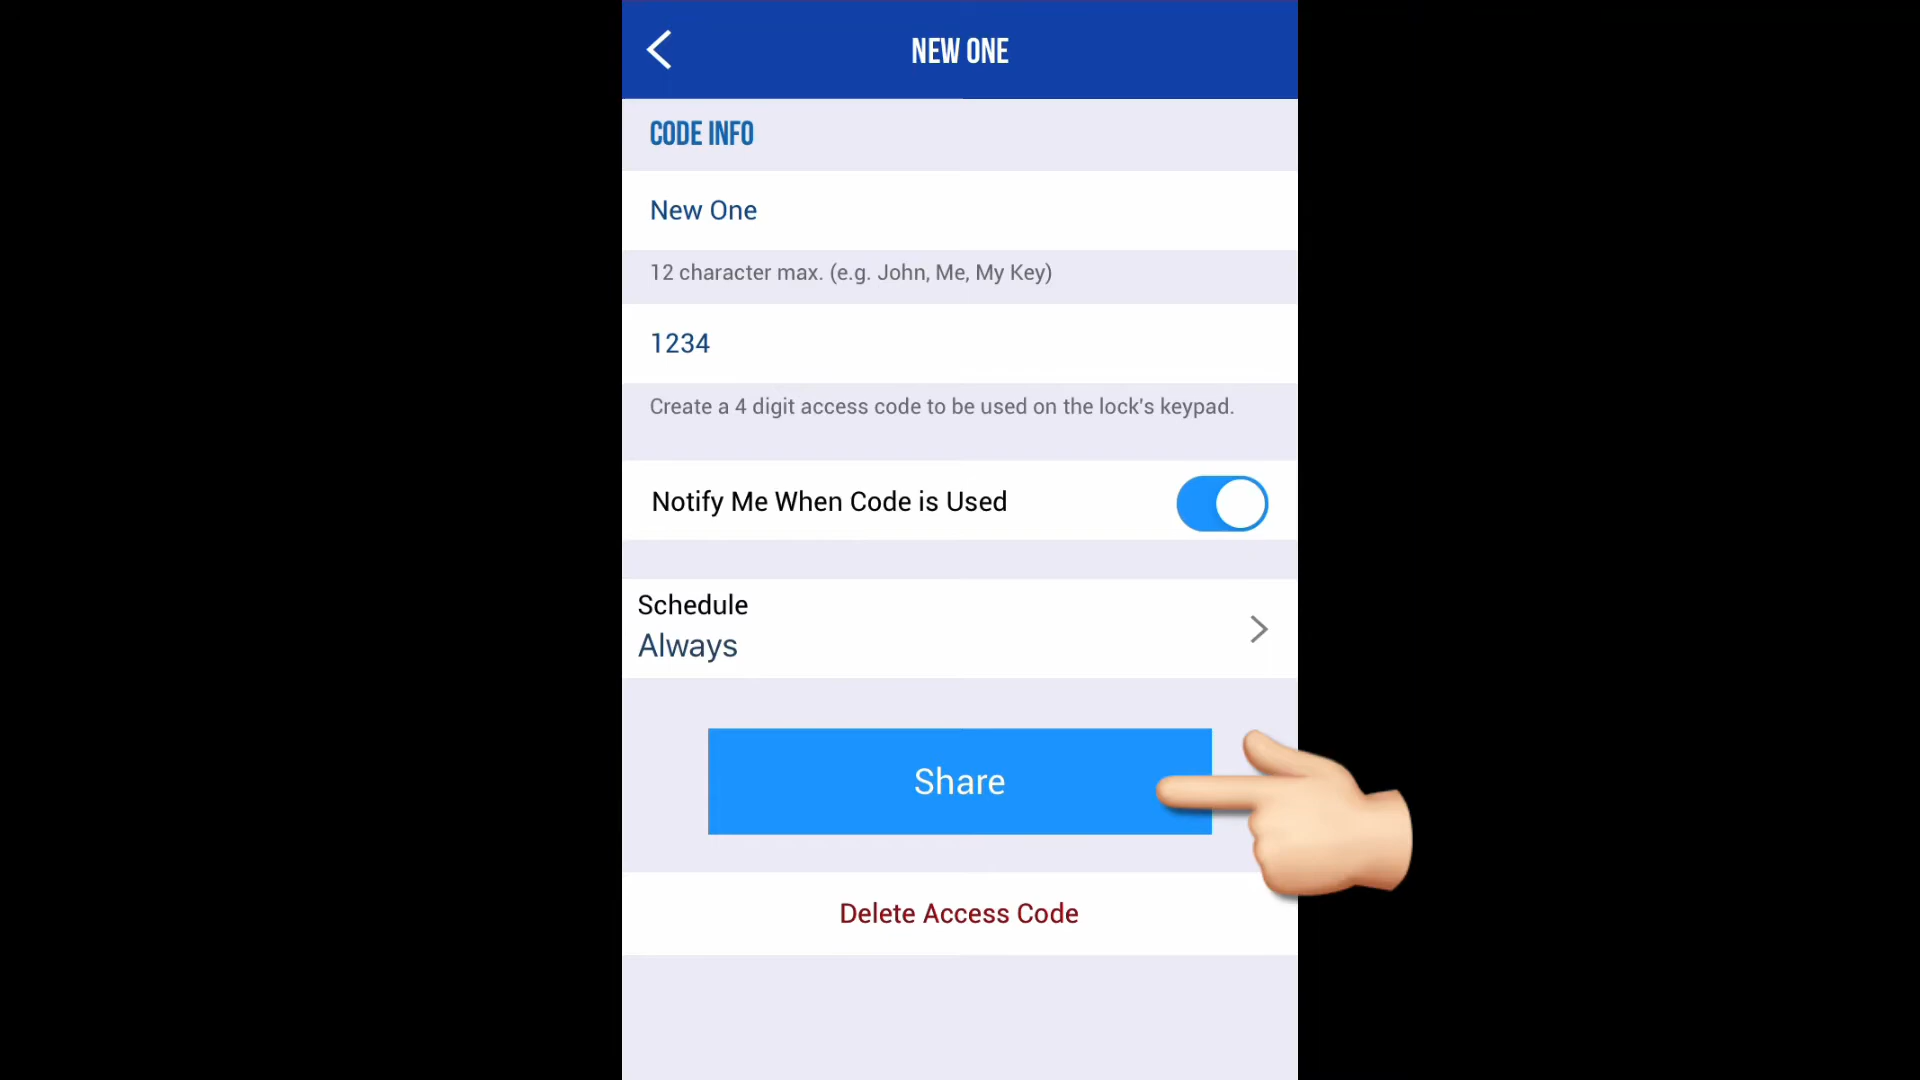 NEW ONE
CODE INFO
New One
12 character max. (e.g. John, Me, My Key)
1234
Create a 4 digit access code to be used on the lock's keypad.
Notify Me When Code is Used
Schedule
Always
Share
Delete Access Code